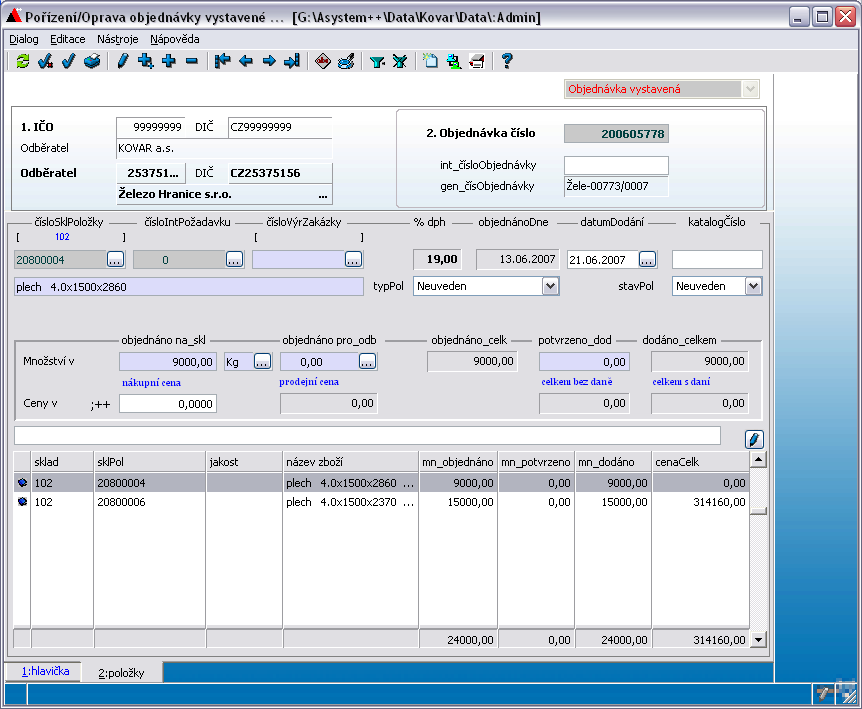 Pořízení/Oprava objednávky vystavené ... [G:\Asystem++\Data\Kovar\Data\:Admin]
Dialog Editace Nástroje Nápověda
Objednávka vystavená
1. IČO 99999999 DIČ CZ99999999
Odběratel KOVAR a.s.
Odběratel 253751... DIČ CZ25375156
Železo Hranice s.r.o. ...
2. Objednávka číslo 200605778
int_čísloObjednávky
gen_čísObjednávky Žele-00773/0007
čísloSklPoložky čísloIntPožadavku čísloVýrZakázky % dph objednánoDne datumDodání katalogČíslo
[ 102 ] [ ]
20800004 ... 0 ... ... 19,00 13.06.2007 21.06.2007 ...
plech 4.0x1500x2860 typPol Neuveden stavPol Neuveden
objednáno na_skl objednáno pro_odb objednáno_celk potvrzeno_dod dodáno_celkem
Množství v 9000,00 Kg ... 0,00 ... 9000,00 0,00 9000,00
nákupní cena prodejní cena celkem bez daně celkem s daní
Ceny v ;++ 0,0000 0,00 0,00 0,00
sklad sklPol jakost název zboží mn_objednáno mn_potvrzeno mn_dodáno cenaCelk
102 20800004 plech 4.0x1500x2860 ... 9000,00 0,00 9000,00 0,00
102 20800006 plech 4.0x1500x2370 ... 15000,00 0,00 15000,00 314160,00
24000,00 0,00 24000,00 314160,00
1:hlavička 2:položky